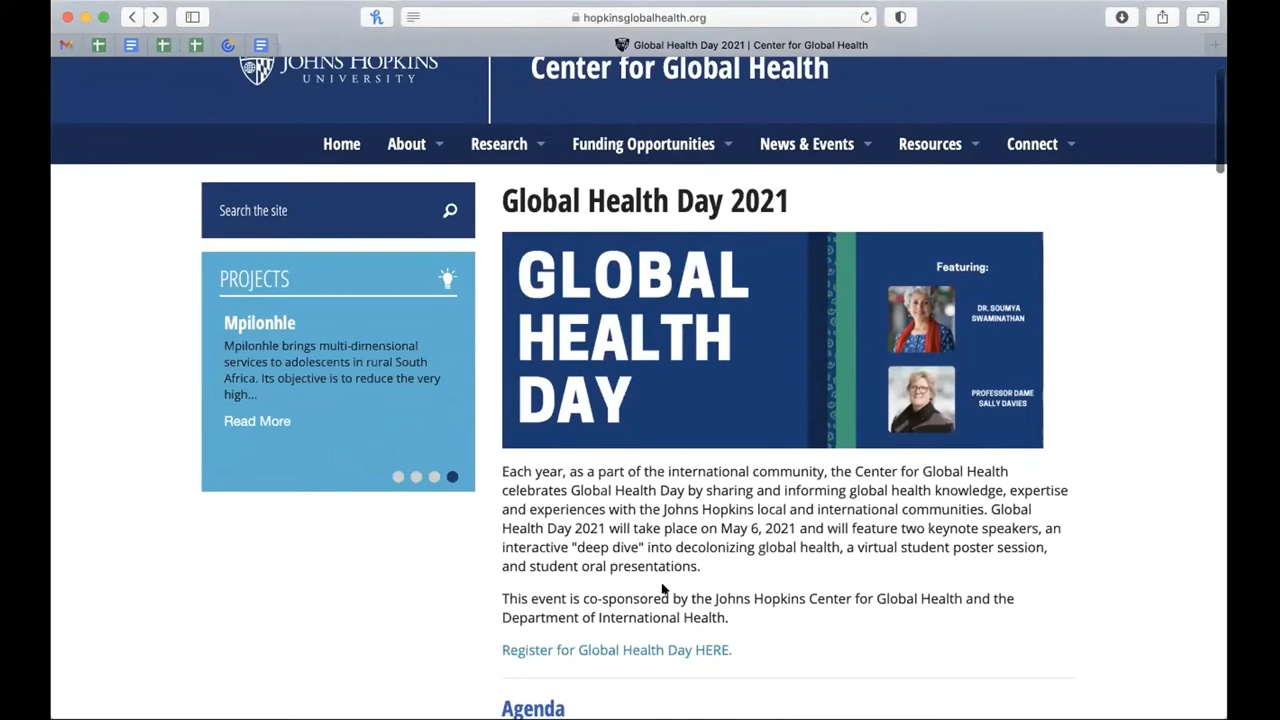 hopkinsglobalhealth.org
Global Health Day 2021 | Center for Global Health
JOHNS HOPKINS
UNIVERSITY
Center for Global Health
Home About Research Funding Opportunities News & Events Resources Connect
Search the site
PROJECTS
Mpilonhle
Mpilonhle brings multi-dimensional
services to adolescents in rural South
Africa. Its objective is to reduce the very
high...
Read More
Global Health Day 2021
GLOBAL
HEALTH
DAY
Featuring:
DR. SOUMYA
SWAMINATHAN
PROFESSOR DAME
SALLY DAVIES
Each year, as a part of the international community, the Center for Global Health
celebrates Global Health Day by sharing and informing global health knowledge, expertise
and experiences with the Johns Hopkins local and international communities. Global
Health Day 2021 will take place on May 6, 2021 and will feature two keynote speakers, an
interactive "deep dive" into decolonizing global health, a virtual student poster session,
and student oral presentations.
This event is co-sponsored by the Johns Hopkins Center for Global Health and the
Department of International Health.
Register for Global Health Day HERE.
Agenda